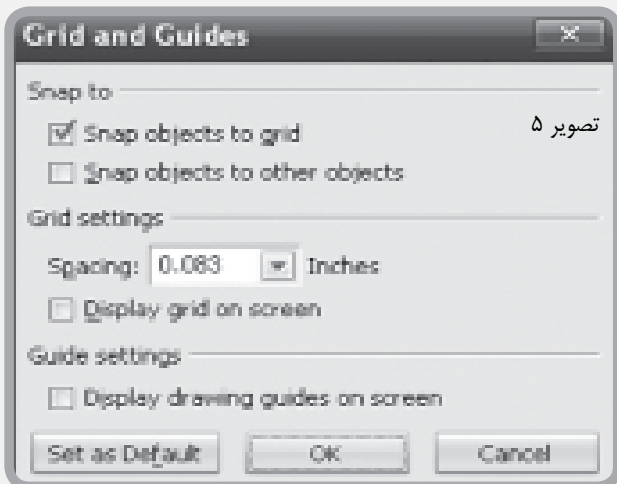 Grid and Guides
Snap to
Snap objects to grid
تصویر ۵
Snap objects to other objects
Grid settings
Spacing: 0.083 Inches
Display grid on screen
Guide settings
Display drawing guides on screen
Set as Default OK Cancel